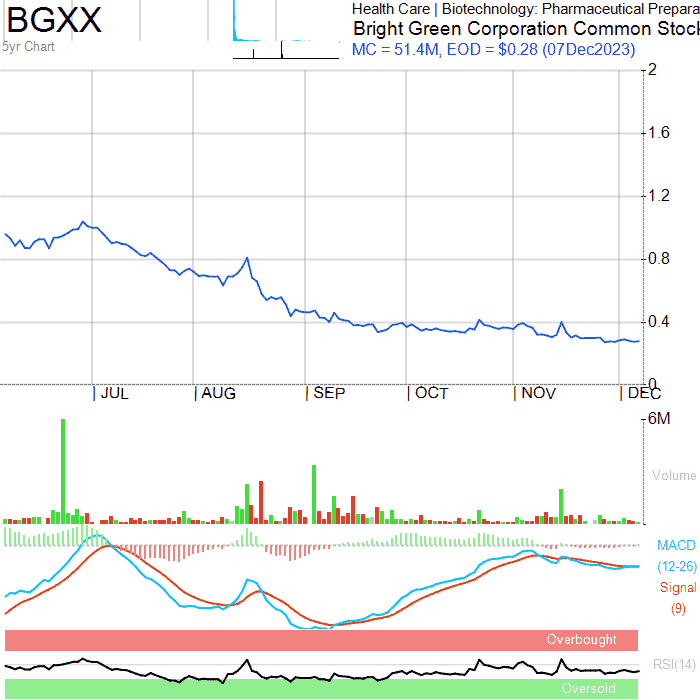 BGXX
5yr Chart
Health Care | Biotechnology: Pharmaceutical Prepara
Bright Green Corporation Common Stock
MC = 51.4M, EOD = $0.28 (07Dec2023)
2
1.6
1.2
0.8
0.4
0
JUL AUG SEP OCT NOV DEC
6M
Volume
MACD
(12-26)
Signal
(9)
Overbought
RSI(14)
Oversold